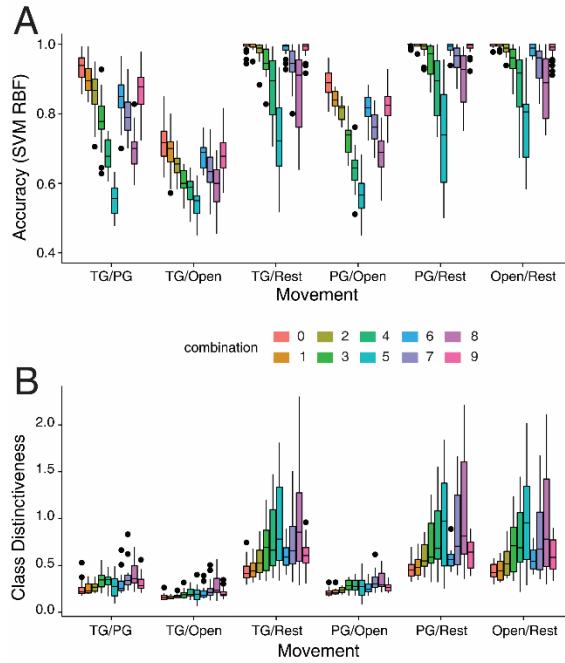 A
Accuracy (SVM RBF)
1.0
0.8
0.6
0.4
TG/PG TG/Open TG/Rest PG/Open PG/Rest Open/Rest
Movement
combination
0 2 4 6 8
1 3 5 7 9
B
Class Distinctiveness
2.0
1.5
1.0
0.5
0.0
TG/PG TG/Open TG/Rest PG/Open PG/Rest Open/Rest
Movement